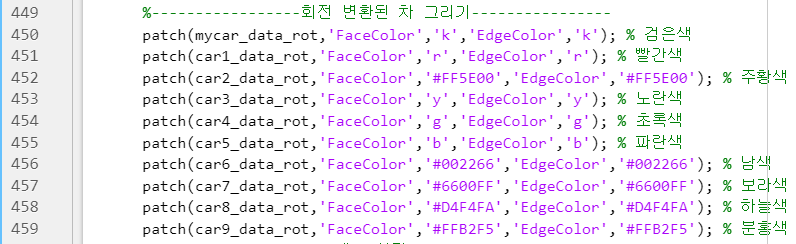 449 %-----------------회전 변환된 차 그리기----------------
450 patch(mycar_data_rot,'FaceColor','k','EdgeColor','k'); % 검은색
451 patch(car1_data_rot,'FaceColor','r','EdgeColor','r'); % 빨간색
452 patch(car2_data_rot,'FaceColor','#FF5E00','EdgeColor','#FF5E00'); % 주황색
453 patch(car3_data_rot,'FaceColor','y','EdgeColor','y'); % 노란색
454 patch(car4_data_rot,'FaceColor','g','EdgeColor','g'); % 초록색
455 patch(car5_data_rot,'FaceColor','b','EdgeColor','b'); % 파란색
456 patch(car6_data_rot,'FaceColor','#002266','EdgeColor','#002266'); % 남색
457 patch(car7_data_rot,'FaceColor','#6600FF','EdgeColor','#6600FF'); % 보라색
458 patch(car8_data_rot,'FaceColor','#D4F4FA','EdgeColor','#D4F4FA'); % 하늘색
459 patch(car9_data_rot,'FaceColor','#FFB2F5','EdgeColor','#FFB2F5'); % 분홍색